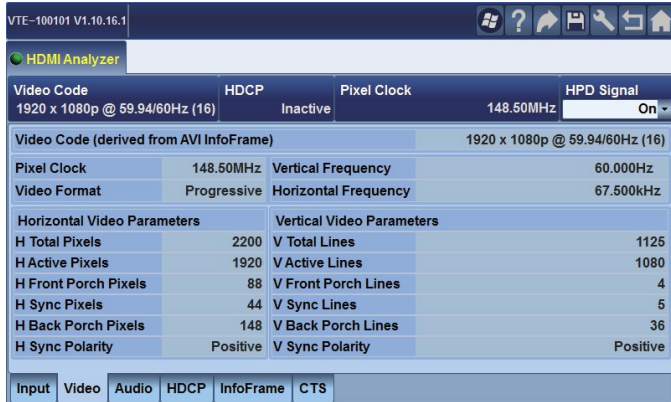 VTE-100101 V1.10.16.1
?
HDMI Analyzer
Video Code HDCP Pixel Clock HPD Signal
1920 x 1080p @ 59.94/60Hz (16) Inactive 148.50MHz On
Video Code (derived from AVI InfoFrame) 1920 x 1080p @ 59.94/60Hz (16)
Pixel Clock 148.50MHz Vertical Frequency 60.000Hz
Video Format Progressive Horizontal Frequency 67.500kHz
Horizontal Video Parameters Vertical Video Parameters
H Total Pixels 2200 V Total Lines 1125
H Active Pixels 1920 V Active Lines 1080
H Front Porch Pixels 88 V Front Porch Lines 4
H Sync Pixels 44 V Sync Lines 5
H Back Porch Pixels 148 V Back Porch Lines 36
H Sync Polarity Positive V Sync Polarity Positive
Input Video Audio HDCP InfoFrame CTS